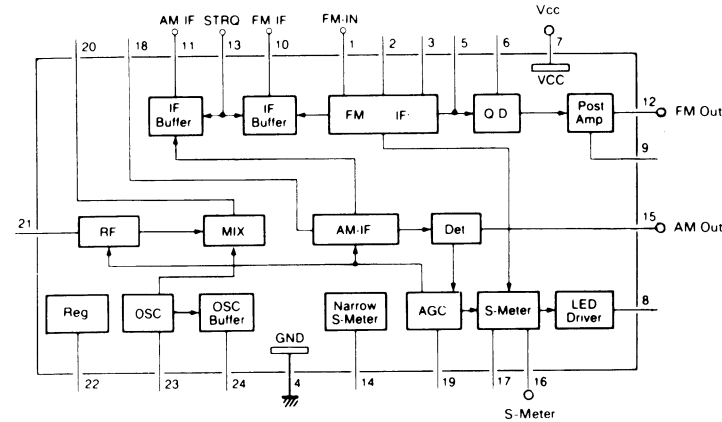 AM IF STRQ FM IF FM-IN Vcc
20 18 11 13 10 1 2 3 5 6 7
VCC
IF Buffer
IF Buffer
FM IF
Q D
Post Amp
12 FM Out
9
21
RF
MIX
AM-IF
Det
15 AM Out
Reg
OSC
OSC Buffer
Narrow S-Meter
AGC
S-Meter
LED Driver
8
GND
22 23 24 4 14 19 17 16
S-Meter